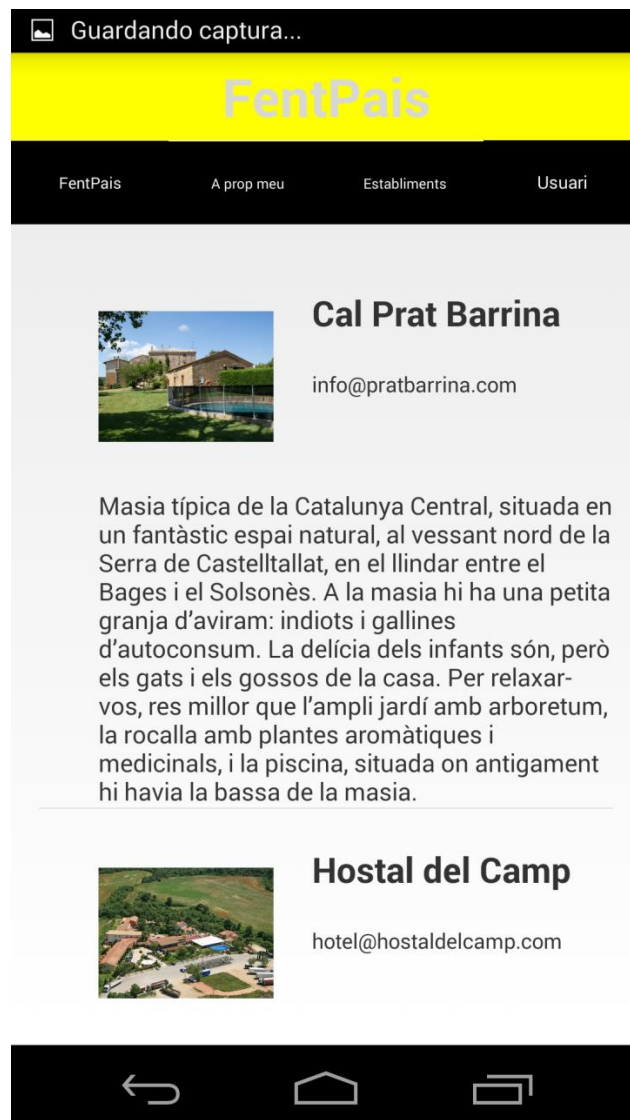 Guardando captura...
FentPais
FentPais A prop meu Establiments Usuari
Cal Prat Barrina
info@pratbarrina.com
Masia típica de la Catalunya Central, situada en
un fantàstic espai natural, al vessant nord de la
Serra de Castelltallat, en el llindar entre el
Bages i el Solsonès. A la masia hi ha una petita
granja d'aviram: indiots i gallines
d'autoconsum. La delícia dels infants són, però
els gats i els gossos de la casa. Per relaxar-
vos, res millor que l'ampli jardí amb arboretum,
la rocalla amb plantes aromàtiques i
medicinals, i la piscina, situada on antigament
hi havia la bassa de la masia.
Hostal del Camp
hotel@hostaldelcamp.com